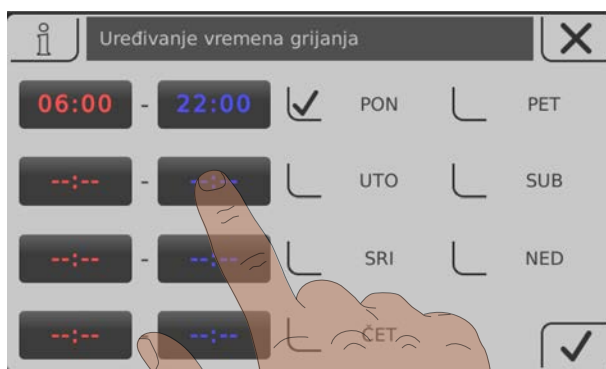 Uređivanje vremena grijanja
06:00 - 22:00 PON PET
--:-- - --:-- UTO SUB
--:-- - --:-- SRI NED
--:-- - --:-- ČET